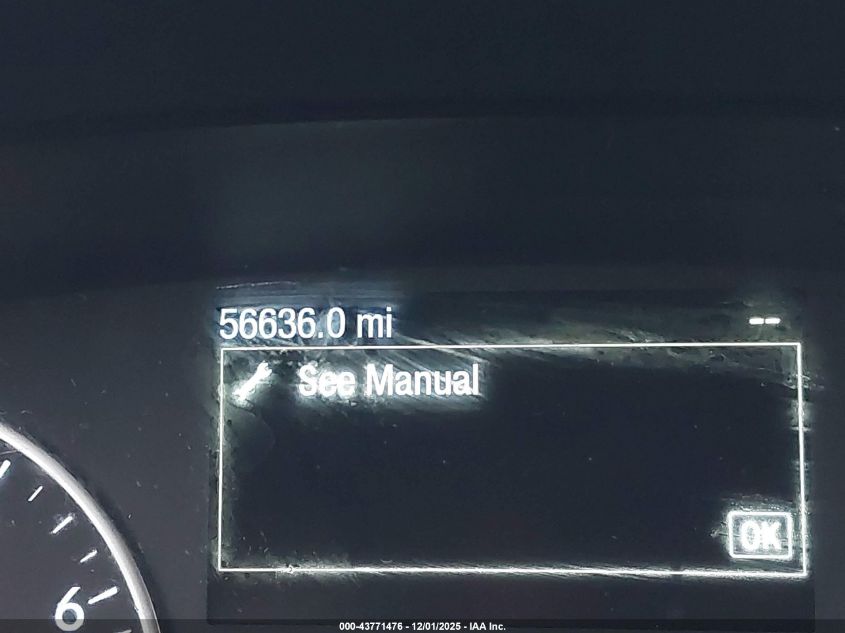 56636.0 mi --
See Manual
OK
6
000-43771476 - 12/01/2025 - IAA Inc.